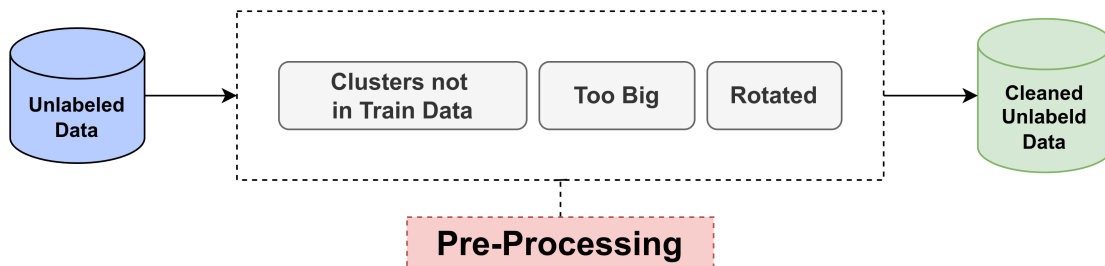 Unlabeled
Data
Clusters not
in Train Data
Too Big
Rotated
Cleaned
Unlabeld
Data
Pre-Processing